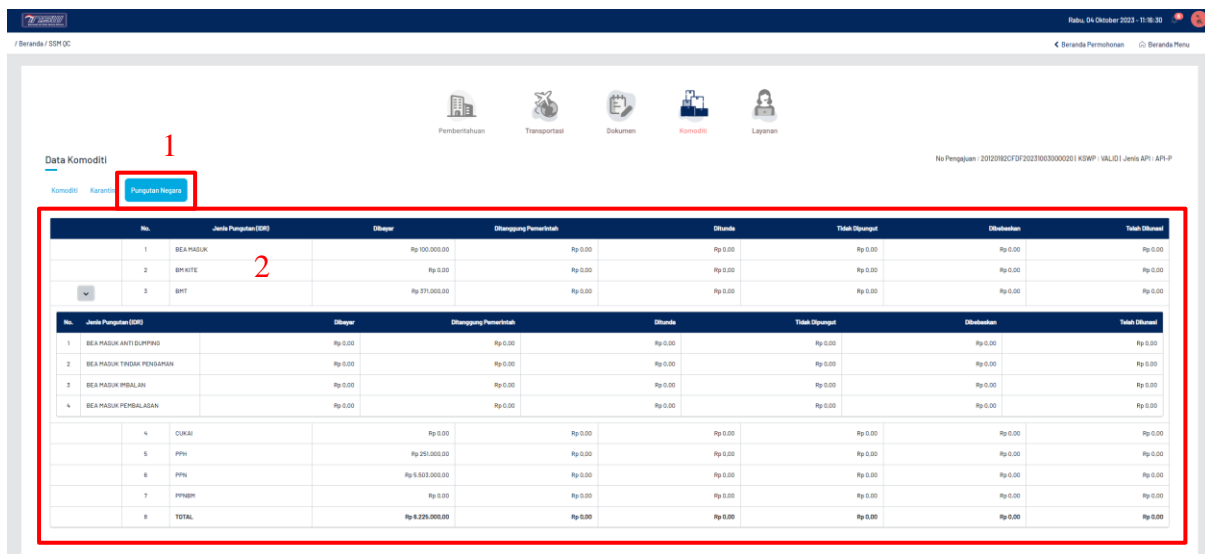 Rabu, 04 Oktober 2023 - 11:16:30
/ Beranda / SSM QC
Beranda Permohonan
Beranda Menu
Pemberitahuan
Transportasi
Dokumen
Komoditi
Layanan
1
Data Komoditi
No Pengajuan : 20120182CFDF20231003000020 | KSWP : VALID | Jenis API : API-P
Komoditi Pungutan Negara
2
No. Jenis Pungutan (IDR) Dibayar Ditanggung Pemerintah Ditunda Tidak Dipungut Dibebaskan Telah Dilunasi
1 BEA MASUK Rp 100.000,00 Rp 0,00 Rp 0,00 Rp 0,00 Rp 0,00 Rp 0,00
2 BM KITE Rp 0,00 Rp 0,00 Rp 0,00 Rp 0,00 Rp 0,00 Rp 0,00
3 BMT Rp 371.000,00 Rp 0,00 Rp 0,00 Rp 0,00 Rp 0,00 Rp 0,00
No. Jenis Pungutan (IDR) Dibayar Ditanggung Pemerintah Ditunda Tidak Dipungut Dibebaskan Telah Dilunasi
1 BEA MASUK ANTI DUMPING Rp 0,00 Rp 0,00 Rp 0,00 Rp 0,00 Rp 0,00 Rp 0,00
2 BEA MASUK TINDAK PENGAMAN Rp 0,00 Rp 0,00 Rp 0,00 Rp 0,00 Rp 0,00 Rp 0,00
3 BEA MASUK IMBALAN Rp 0,00 Rp 0,00 Rp 0,00 Rp 0,00 Rp 0,00 Rp 0,00
4 BEA MASUK PEMBALASAN Rp 0,00 Rp 0,00 Rp 0,00 Rp 0,00 Rp 0,00 Rp 0,00
4 CUKAI Rp 0,00 Rp 0,00 Rp 0,00 Rp 0,00 Rp 0,00 Rp 0,00
5 PPH Rp 251.000,00 Rp 0,00 Rp 0,00 Rp 0,00 Rp 0,00 Rp 0,00
6 PPN Rp 5.503.000,00 Rp 0,00 Rp 0,00 Rp 0,00 Rp 0,00 Rp 0,00
7 PPNBM Rp 0,00 Rp 0,00 Rp 0,00 Rp 0,00 Rp 0,00 Rp 0,00
8 TOTAL Rp 6.225.000,00 Rp 0,00 Rp 0,00 Rp 0,00 Rp 0,00 Rp 0,00